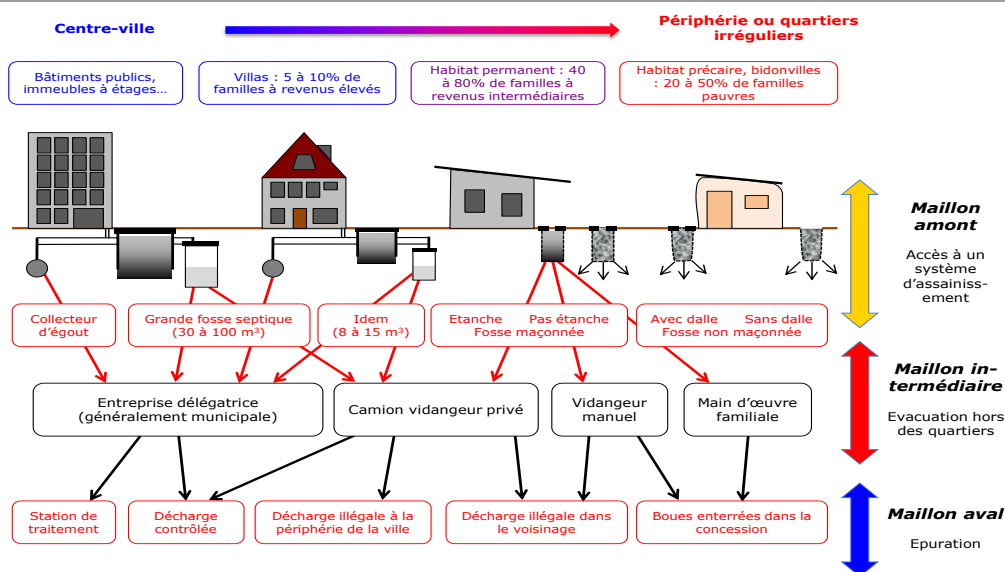 Centre-ville
Périphérie ou quartiers
irréguliers
Bâtiments publics,
immeubles à étages…
Villas : 5 à 10% de
familles à revenus élevés
Habitat permanent : 40
à 80% de familles à
revenus intermédiaires
Habitat précaire, bidonvilles
: 20 à 50% de familles
pauvres
Maillon
amont
Accès à un
système
d'assainiss-
ement
Collecteur
d'égout
Grande fosse septique
(30 à 100 m³)
Idem
(8 à 15 m³)
Etanche Pas étanche
Fosse maçonnée
Avec dalle Sans dalle
Fosse non maçonnée
Maillon in-
termédiaire
Evacuation hors
des quartiers
Entreprise délégatrice
(généralement municipale)
Camion vidangeur privé
Vidangeur
manuel
Main d'œuvre
familiale
Station de
traitement
Décharge
contrôlée
Décharge illégale à la
périphérie de la ville
Décharge illégale dans
le voisinage
Boues enterrées dans la
concession
Maillon aval
Epuration